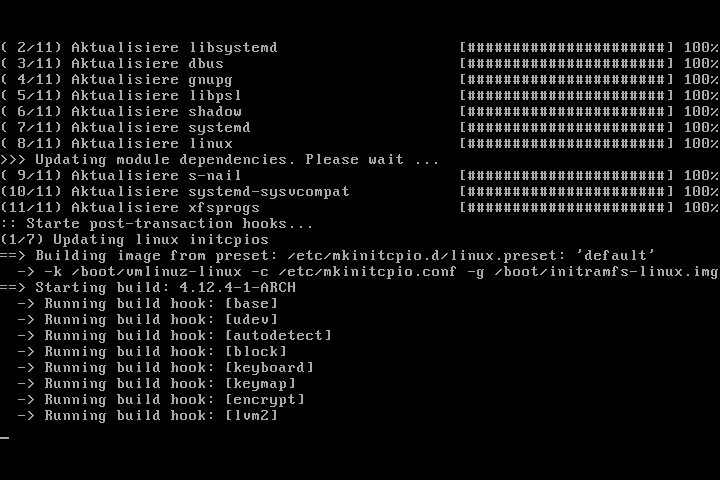 ( 2/11) Aktualisiere libsystemd [######################] 100%
( 3/11) Aktualisiere dbus [######################] 100%
( 4/11) Aktualisiere gnupg [######################] 100%
( 5/11) Aktualisiere libpsl [######################] 100%
( 6/11) Aktualisiere shadow [######################] 100%
( 7/11) Aktualisiere systemd [######################] 100%
( 8/11) Aktualisiere linux [######################] 100%
>>> Updating module dependencies. Please wait ...
( 9/11) Aktualisiere s-nail [######################] 100%
(10/11) Aktualisiere systemd-sysvcompat [######################] 100%
(11/11) Aktualisiere xfsprogs [######################] 100%
:: Starte post-transaction hooks...
(1/7) Updating linux initcpios
==> Building image from preset: /etc/mkinitcpio.d/linux.preset: 'default'
  -> -k /boot/vmlinuz-linux -c /etc/mkinitcpio.conf -g /boot/initramfs-linux.img
==> Starting build: 4.12.4-1-ARCH
  -> Running build hook: [base]
  -> Running build hook: [udev]
  -> Running build hook: [autodetect]
  -> Running build hook: [block]
  -> Running build hook: [keyboard]
  -> Running build hook: [keymap]
  -> Running build hook: [encrypt]
  -> Running build hook: [lvm2]